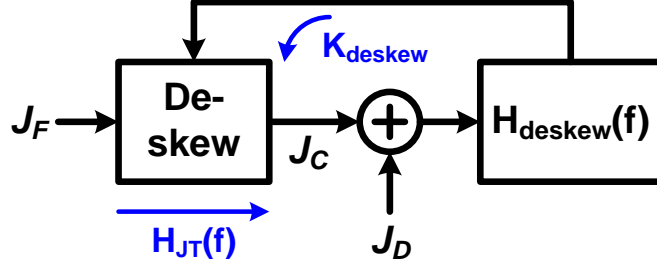 K_deskew
De-
skew
J_F
J_C
+
H_deskew(f)
H_JT(f)
J_D